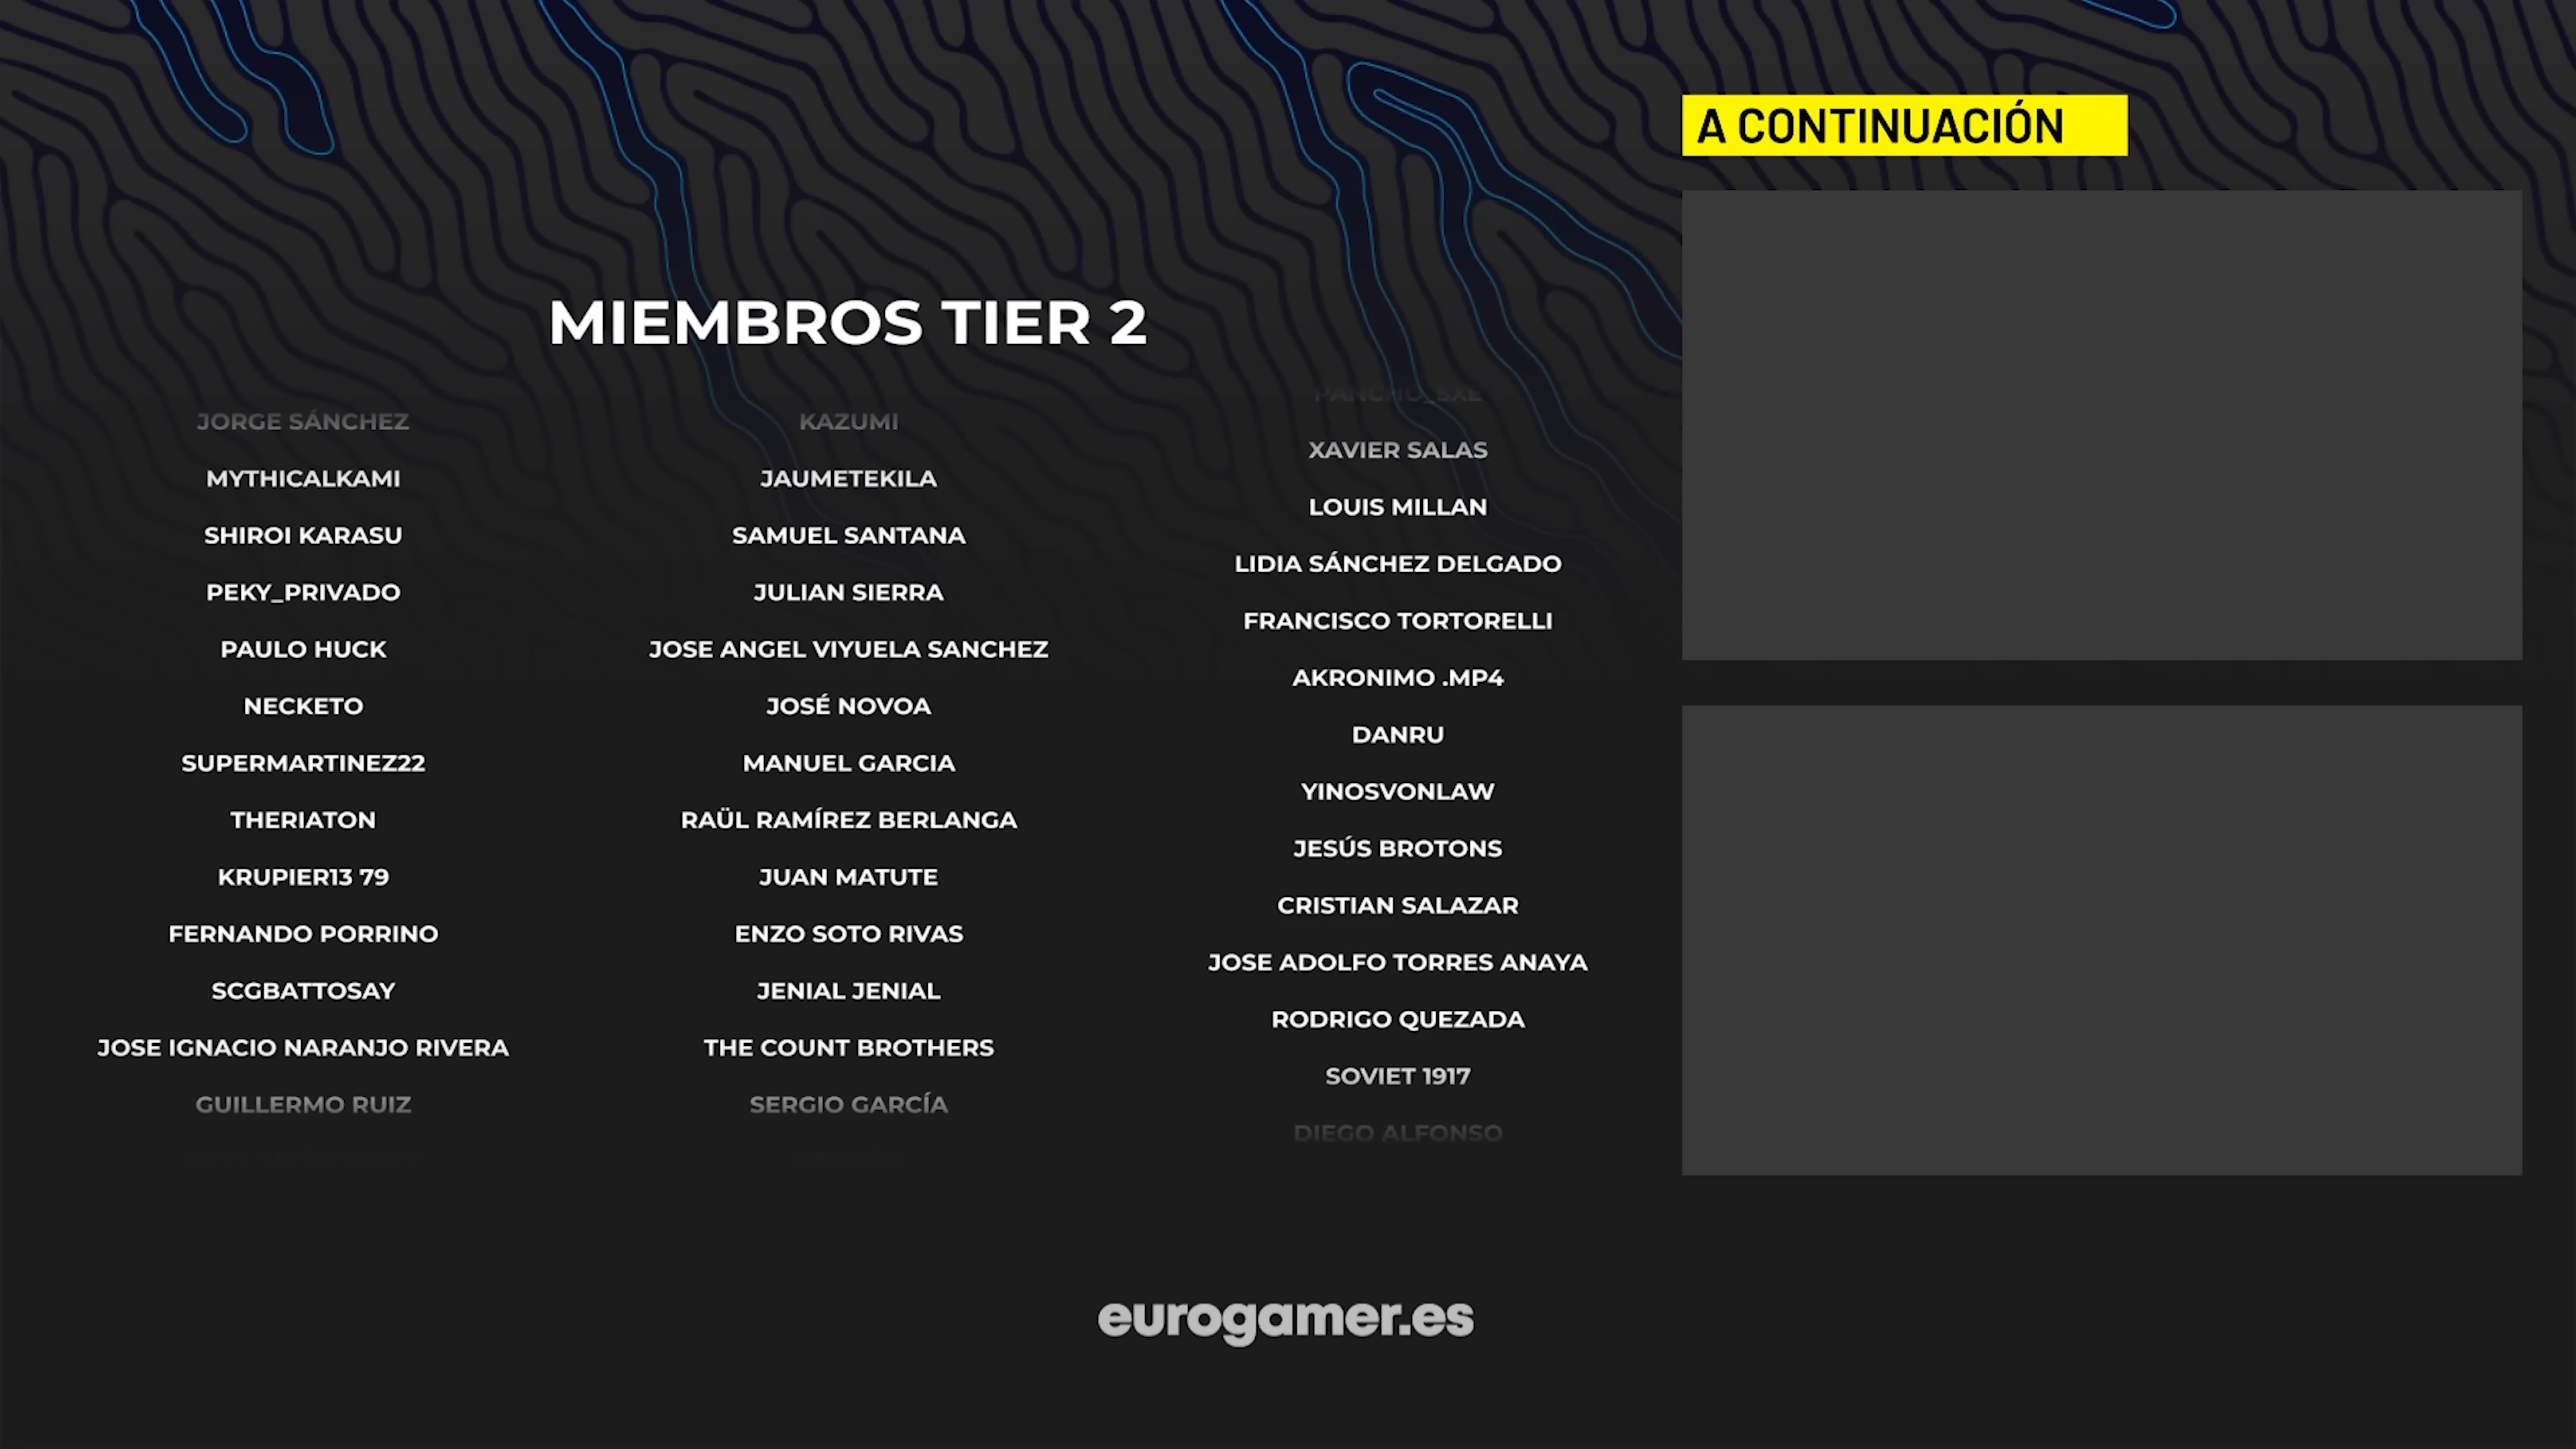 A CONTINUACIÓN
MIEMBROS TIER 2
JORGE SÁNCHEZ
MYTHICALKAMI
SHIROI KARASU
PEKY_PRIVADO
PAULO HUCK
NECKETO
SUPERMARTINEZ22
THERIATON
KRUPIER13 79
FERNANDO PORRINO
SCGBATTOSAY
JOSE IGNACIO NARANJO RIVERA
GUILLERMO RUIZ
KAZUMI
JAUMETEKILA
SAMUEL SANTANA
JULIAN SIERRA
JOSE ANGEL VIYUELA SANCHEZ
JOSÉ NOVOA
MANUEL GARCIA
RAÜL RAMÍREZ BERLANGA
JUAN MATUTE
ENZO SOTO RIVAS
JENIAL JENIAL
THE COUNT BROTHERS
SERGIO GARCÍA
PANCHO_SXE
XAVIER SALAS
LOUIS MILLAN
LIDIA SÁNCHEZ DELGADO
FRANCISCO TORTORELLI
AKRONIMO .MP4
DANRU
YINOSVONLAW
JESÚS BROTONS
CRISTIAN SALAZAR
JOSE ADOLFO TORRES ANAYA
RODRIGO QUEZADA
SOVIET 1917
DIEGO ALFONSO
eurogamer.es